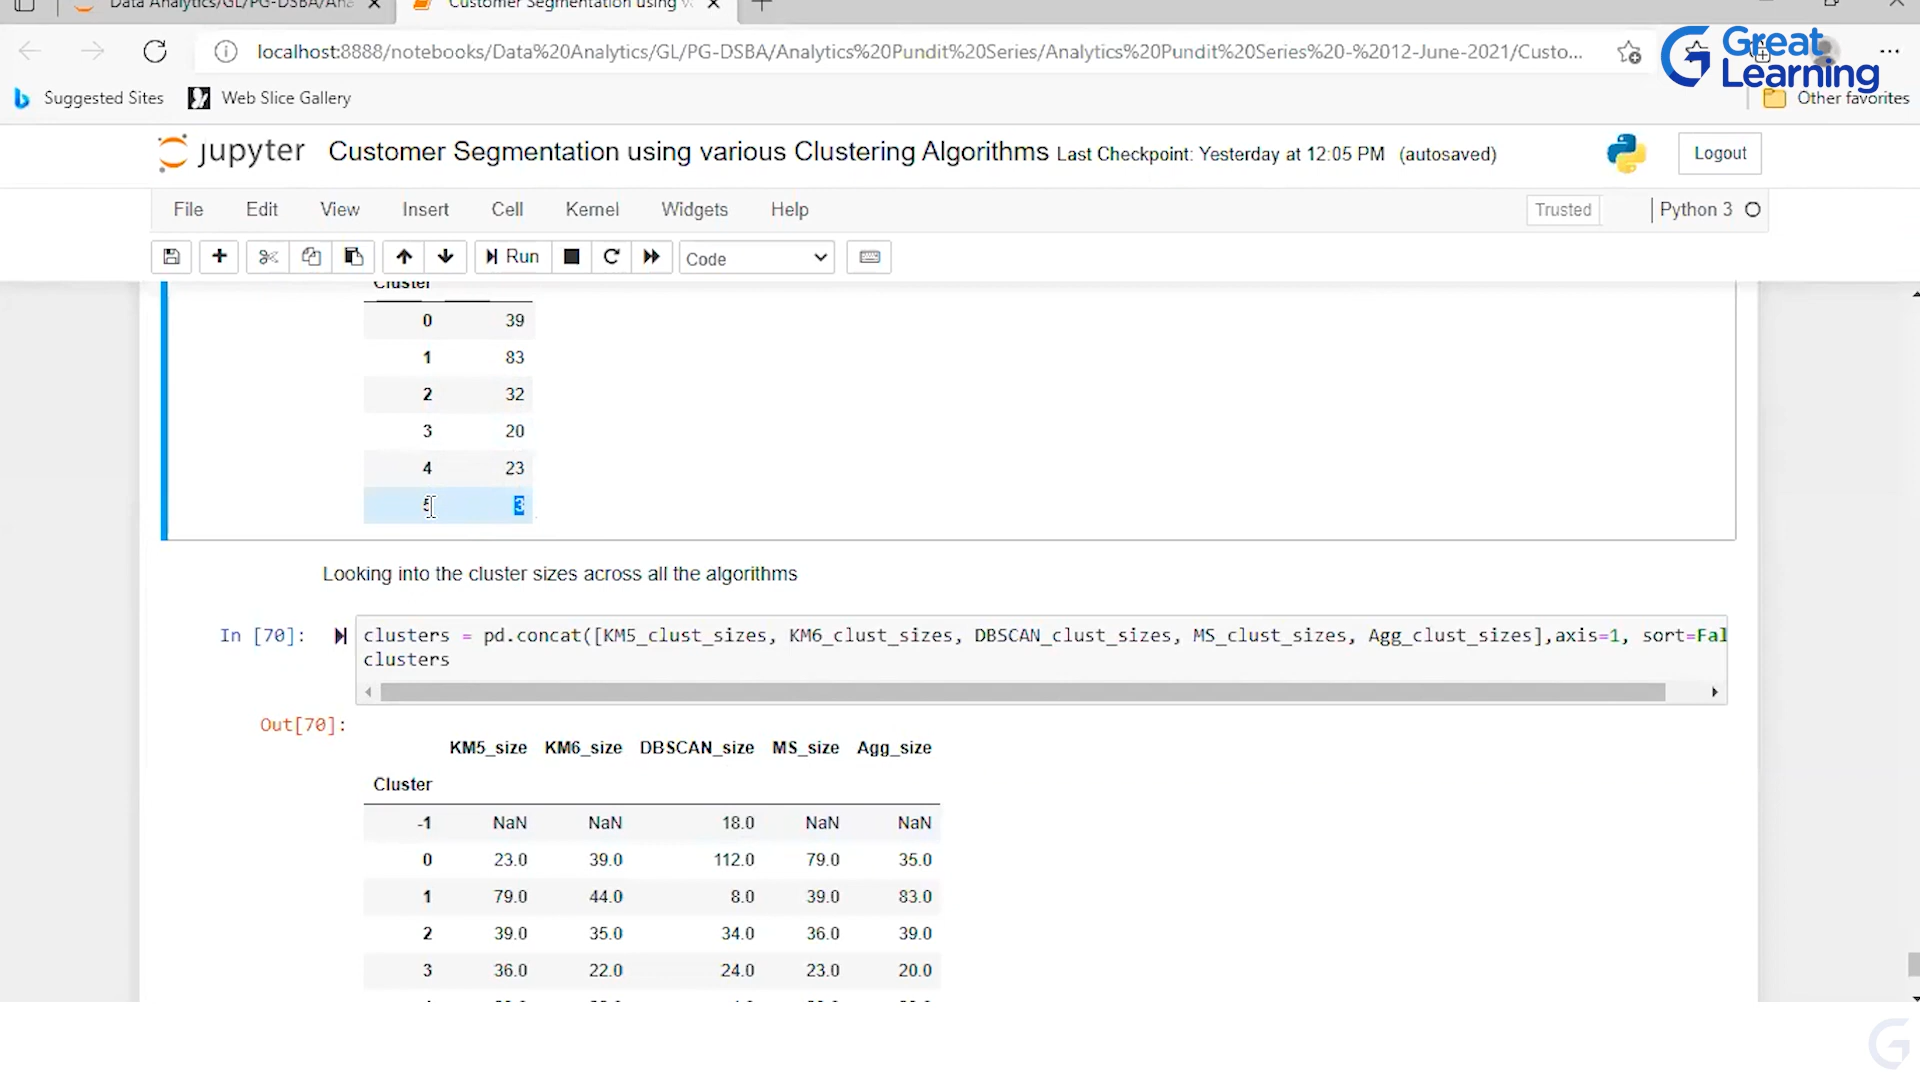 Data Analytics/GL/PG-DSBA/Ana
Customer Segmentation using v
localhost:8888/notebooks/Data%20Analytics/GL/PG-DSBA/Analytics%20Pundit%20Series/Analytics%20Pundit%20Series%20-%2012-June-2021/Custo...
Great
Learning
Suggested Sites
Web Slice Gallery
Other favorites
jupyter Customer Segmentation using various Clustering Algorithms Last Checkpoint: Yesterday at 12:05 PM (autosaved)
Logout
File Edit View Insert Cell Kernel Widgets Help
Trusted
Python 3
Run
Code
Cluster
0 39
1 83
2 32
3 20
4 23
5 3
Looking into the cluster sizes across all the algorithms
In [70]: clusters = pd.concat([KM5_clust_sizes, KM6_clust_sizes, DBSCAN_clust_sizes, MS_clust_sizes, Agg_clust_sizes],axis=1, sort=Fal
clusters
Out[70]:
KM5_size KM6_size DBSCAN_size MS_size Agg_size
Cluster
-1 NaN NaN 18.0 NaN NaN
0 23.0 39.0 112.0 79.0 35.0
1 79.0 44.0 8.0 39.0 83.0
2 39.0 35.0 34.0 36.0 39.0
3 36.0 22.0 24.0 23.0 20.0